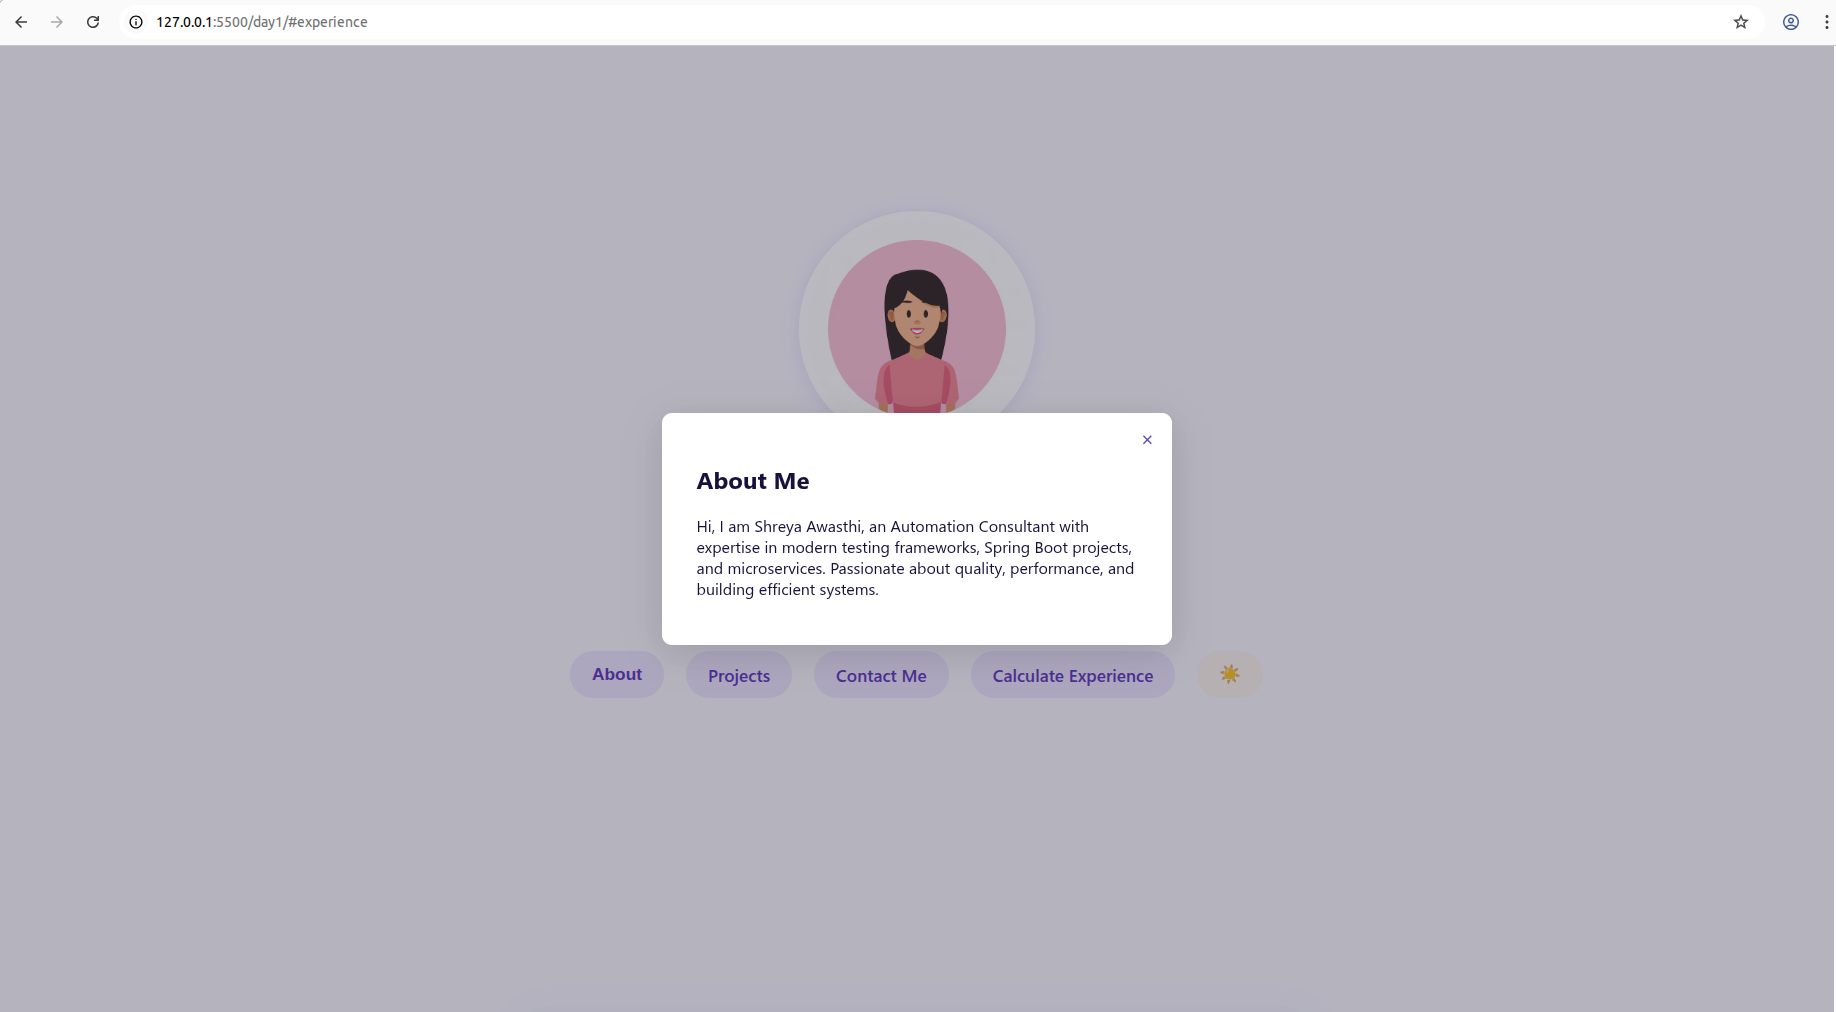 127.0.0.1:5500/day1/#experience
×
About Me
Hi, I am Shreya Awasthi, an Automation Consultant with
expertise in modern testing frameworks, Spring Boot projects,
and microservices. Passionate about quality, performance, and
building efficient systems.
About Projects Contact Me Calculate Experience